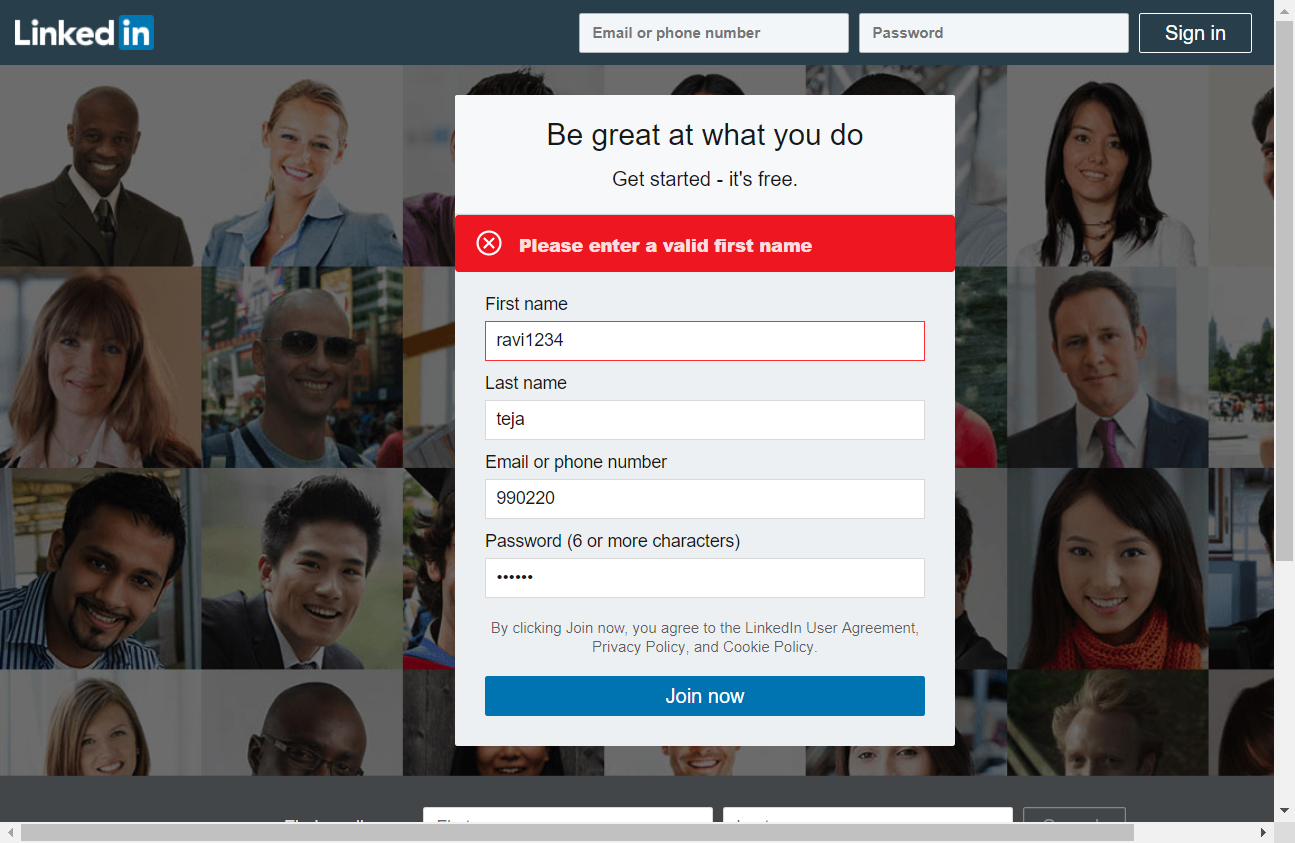 Linked in
Email or phone number
Password
Sign in
Be great at what you do
Get started - it's free.
Please enter a valid first name
First name
ravi1234
Last name
teja
Email or phone number
990220
Password (6 or more characters)
••••••
By clicking Join now, you agree to the LinkedIn User Agreement,
Privacy Policy, and Cookie Policy.
Join now